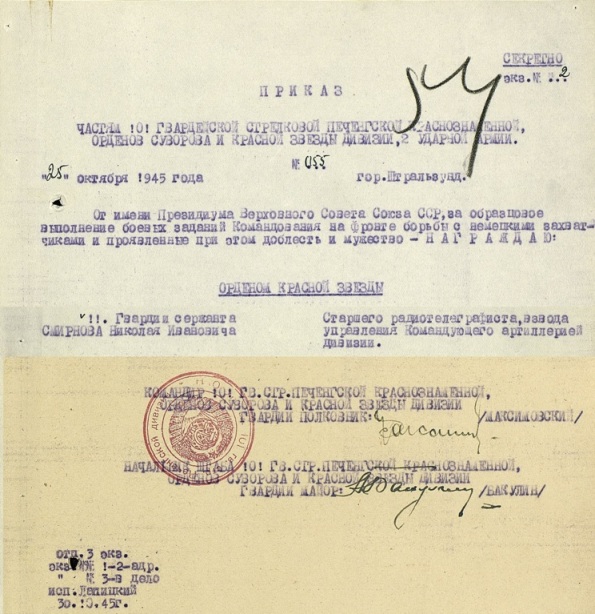 СЕКРЕТНО
экз.№ 2
ПРИКАЗ
ЧАСТЯМ 101 ГВАРДЕЙСКОЙ СТРЕЛКОВОЙ ПЕЧЕНГСКОЙ КРАСНОЗНАМЕННОЙ,
ОРДЕНОВ СУВОРОВА И КРАСНОЙ ЗВЕЗДЫ ДИВИЗИИ, 2 УДАРНОЙ АРМИИ.
№ 055
"25" октября 1945 года гор.Штральзунд.
От имени Президиума Верховного Совета Союза ССР,за образцовое
выполнение боевых заданий Командования на фронте борьбы с немецкими захват-
чиками и проявленные при этом доблесть и мужество - НАГРАЖДАЮ:
ОРДЕНОМ КРАСНОЙ ЗВЕЗДЫ
11. Гвардии сержанта Старшего радиотелеграфиста,взвода
СМИРНОВА Николая Ивановича управления Командующего артиллерией
дивизии.
КОМАНДИР 101 ГВ.СТР.ПЕЧЕНГСКОЙ КРАСНОЗНАМЕННОЙ,
ОРДЕНОВ СУВОРОВА И КРАСНОЙ ЗВЕЗДЫ ДИВИЗИИ
ГВАРДИИ ПОЛКОВНИК: /МАКСИМОВСКИЙ/
НАЧАЛЬНИК ШТАБА 101 ГВ.СТР.ПЕЧЕНГСКОЙ КРАСНОЗНАМЕННОЙ,
ОРДЕНОВ СУВОРОВА И КРАСНОЙ ЗВЕЗДЫ ДИВИЗИИ
ГВАРДИИ МАЙОР: /БАКУЛИН/
отп.3 экз.
экз.№№ 1-2-адр.
" № 3-в дело
исп.Лапицкий
30.10.45г.